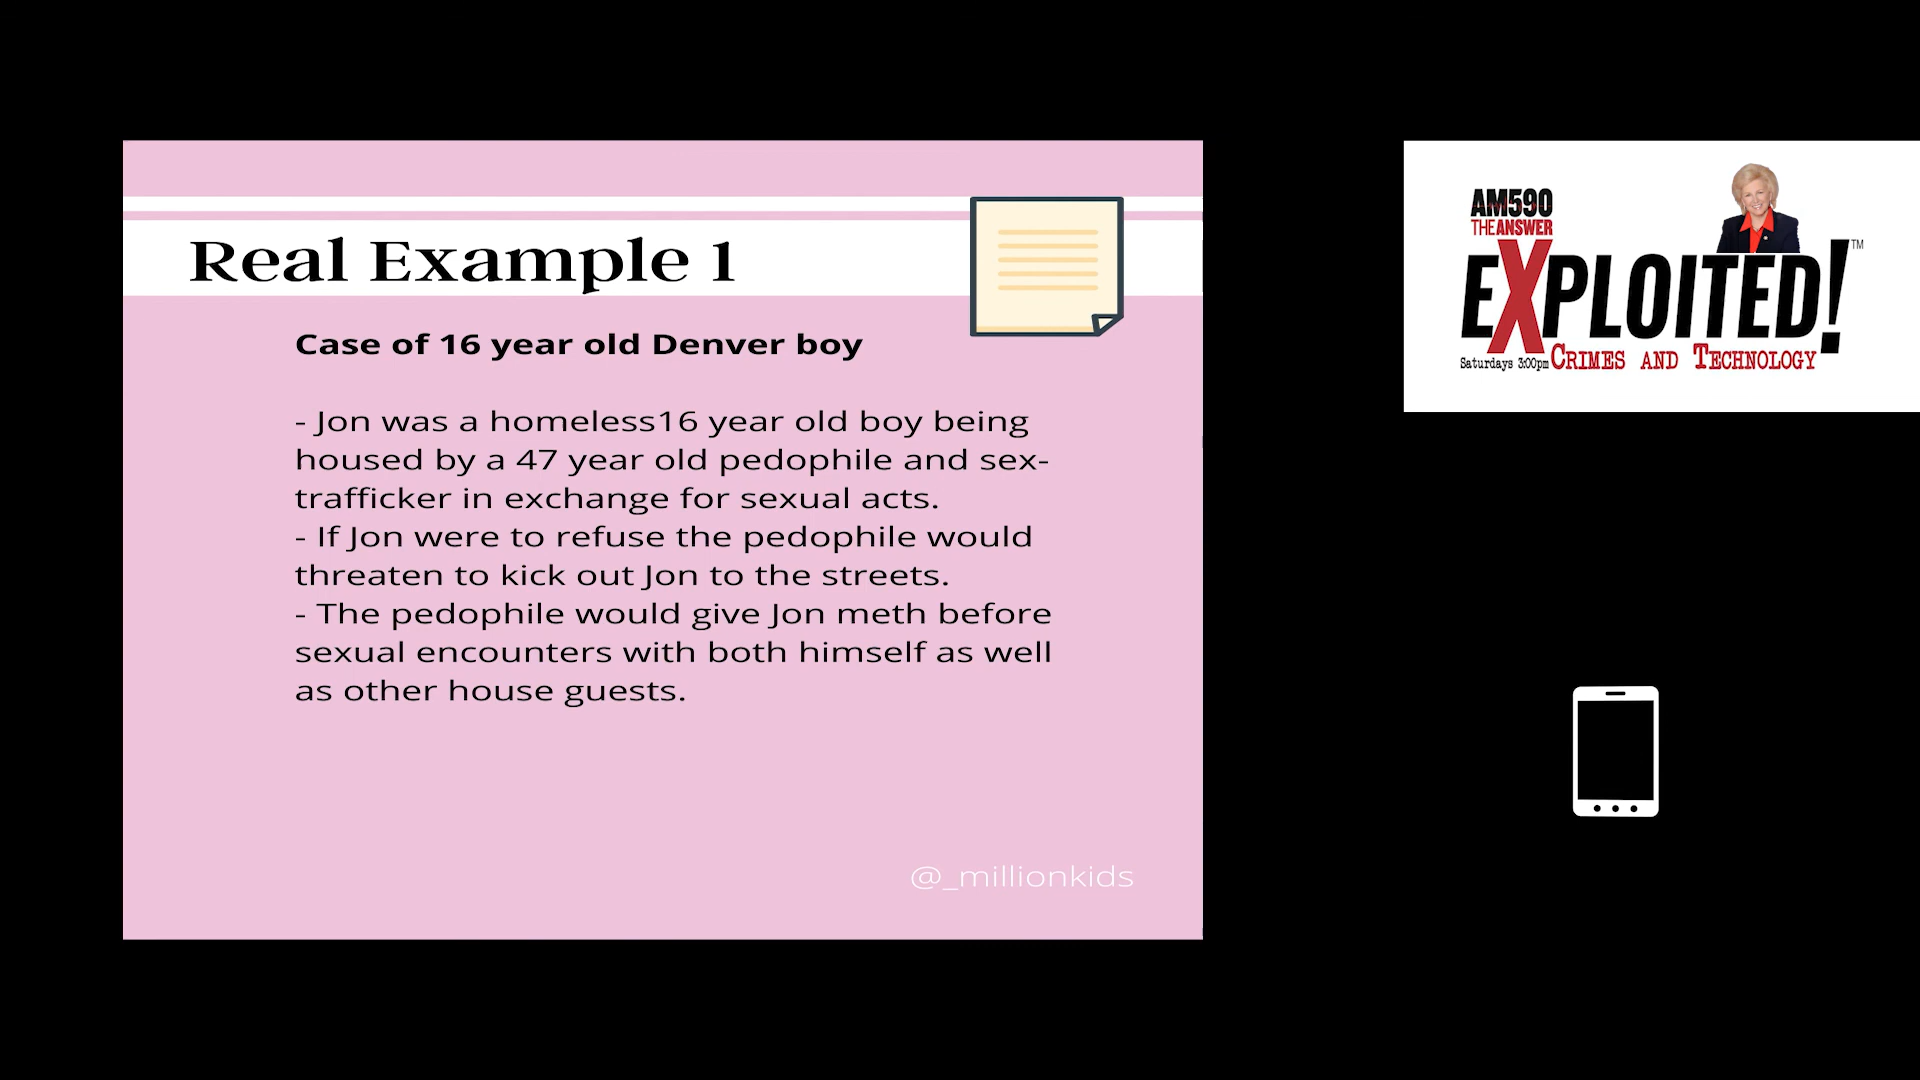 Real Example 1
Case of 16 year old Denver boy
- Jon was a homeless16 year old boy being
housed by a 47 year old pedophile and sex-
trafficker in exchange for sexual acts.
- If Jon were to refuse the pedophile would
threaten to kick out Jon to the streets.
- The pedophile would give Jon meth before
sexual encounters with both himself as well
as other house guests.
@_millionkids
AM590
THE ANSWER
EXPLOITED!™
Saturdays 3:00pm CRIMES AND TECHNOLOGY